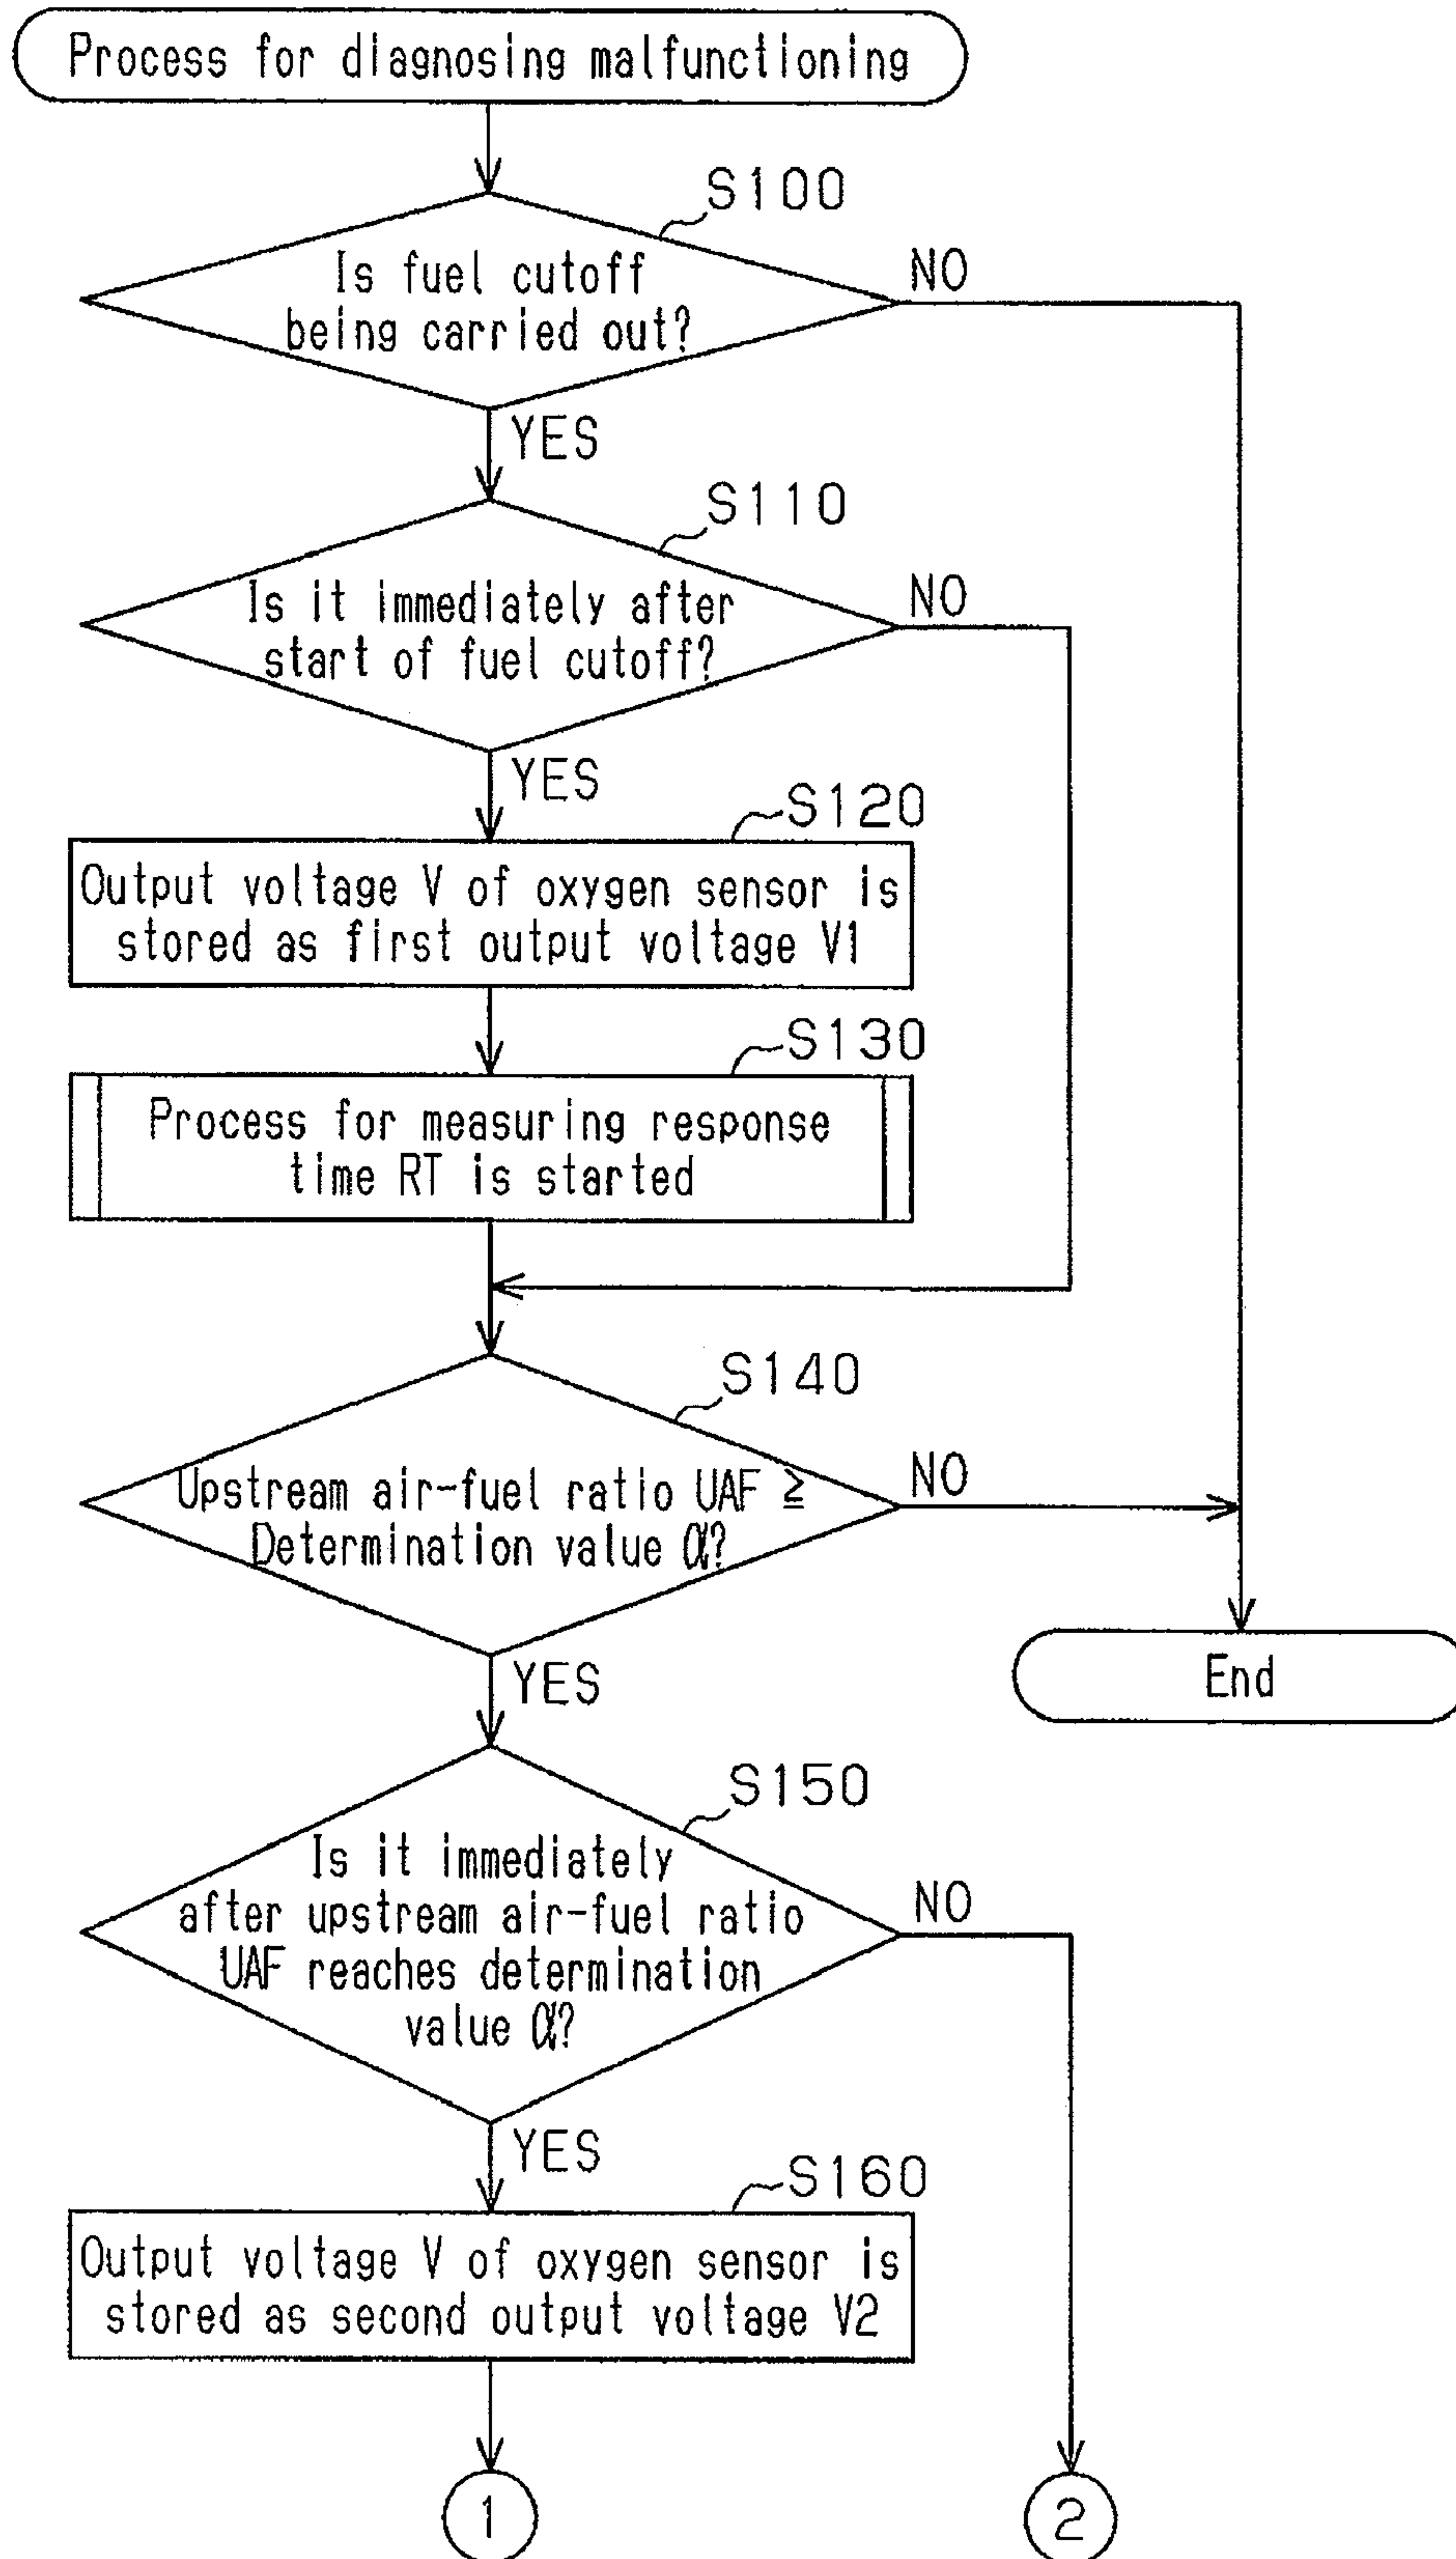 Process for diagnosing malfunctioning
S100
Is fuel cutoff
being carried out?
NO
YES
S110
Is it immediately after
start of fuel cutoff?
NO
YES
S120
Output voltage V of oxygen sensor is
stored as first output voltage V1
S130
Process for measuring response
time RT is started
S140
Upstream air-fuel ratio UAF ≥
Determination value α?
NO
YES
End
S150
Is it immediately
after upstream air-fuel ratio
UAF reaches determination
value α?
NO
YES
S160
Output voltage V of oxygen sensor is
stored as second output voltage V2
1
2